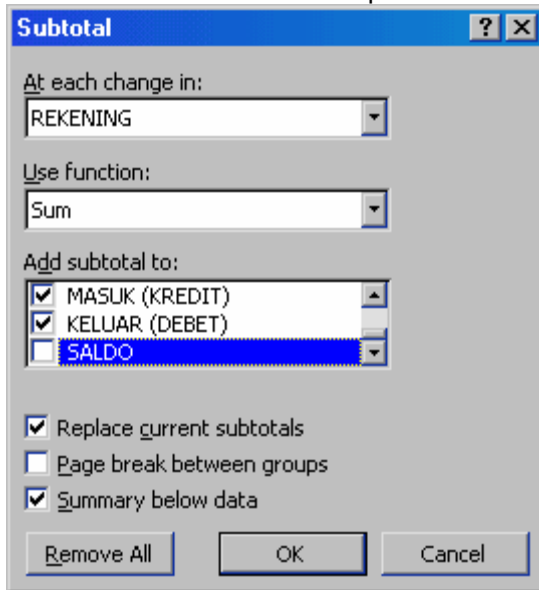 Subtotal
At each change in:
REKENING
Use function:
Sum
Add subtotal to:
MASUK (KREDIT)
KELUAR (DEBET)
SALDO
Replace current subtotals
Page break between groups
Summary below data
Remove All OK Cancel